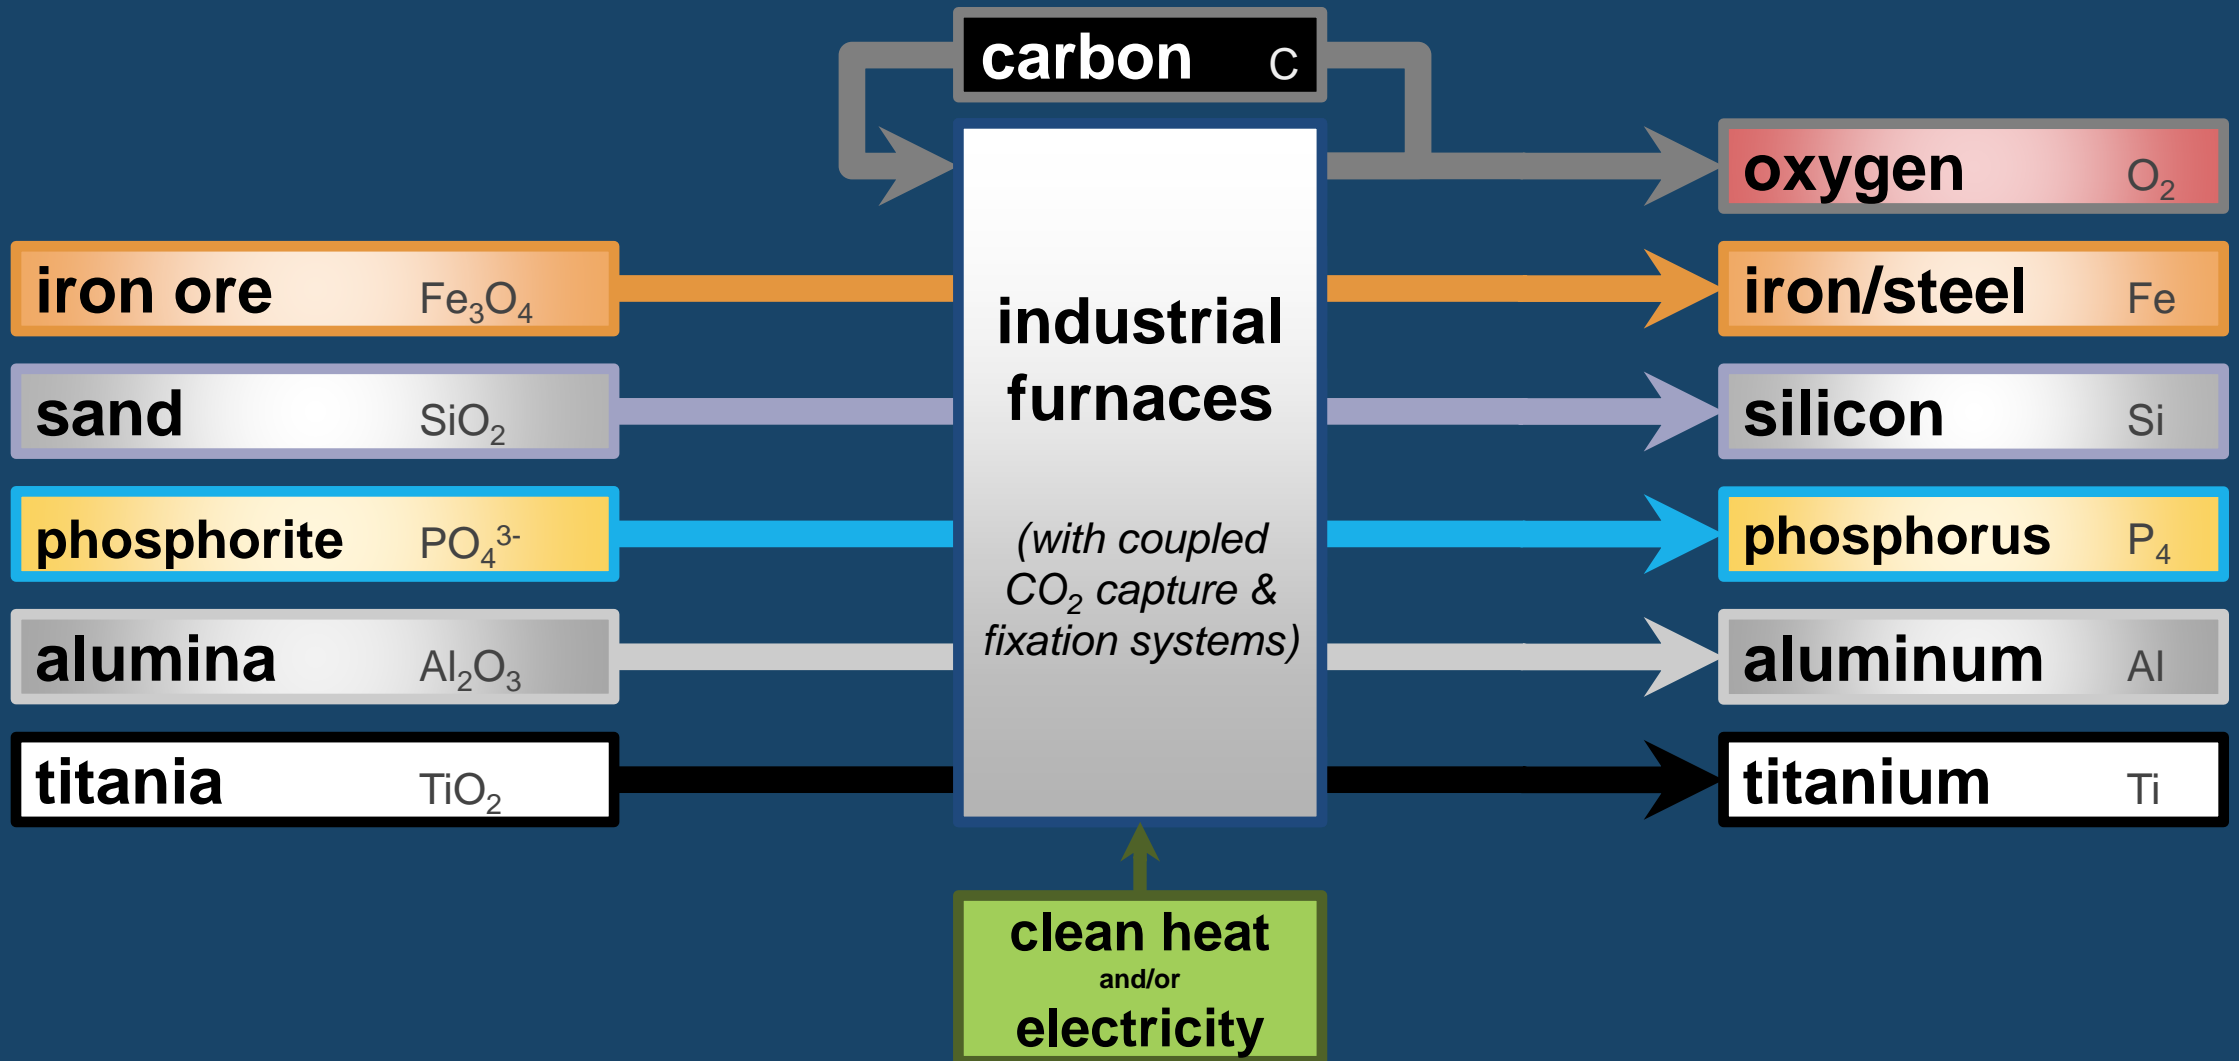 carbon C
oxygen O₂
iron ore Fe₃O₄
iron/steel Fe
industrial
furnaces
sand SiO₂
silicon Si
phosphorite PO₄³⁻
(with coupled
CO₂ capture &
fixation systems)
phosphorus P₄
alumina Al₂O₃
aluminum Al
titania TiO₂
titanium Ti
clean heat
and/or
electricity